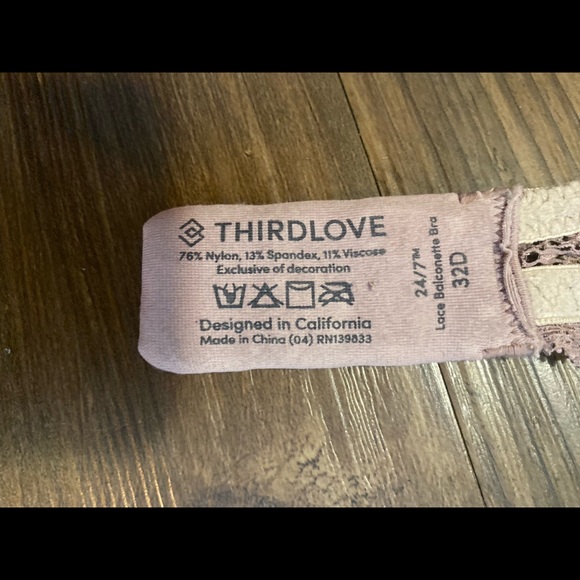 THIRDLOVE
76% Nylon, 13% Spandex, 11% Viscose
Exclusive of decoration
Designed in California
Made in China (04) RN139833
24/7™
Lace Balconette Bra
32D